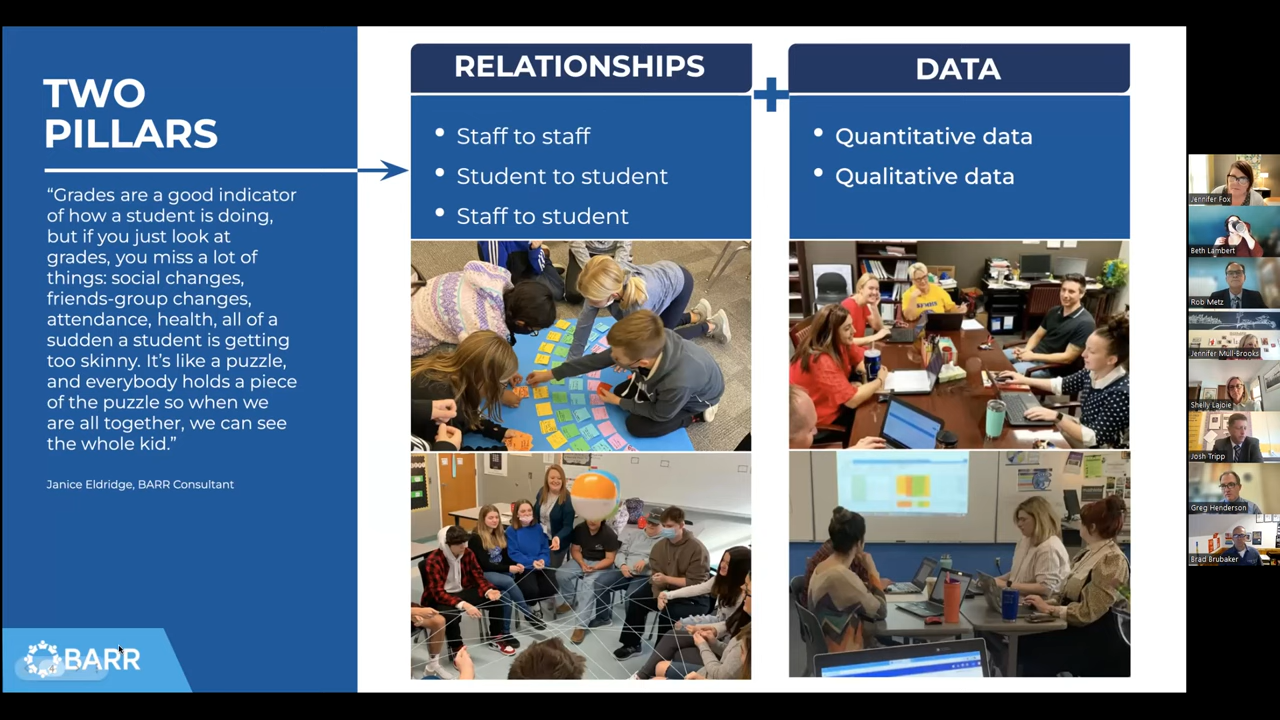 TWO
PILLARS
“Grades are a good indicator
of how a student is doing,
but if you just look at
grades, you miss a lot of
things: social changes,
friends-group changes,
attendance, health, all of a
sudden a student is getting
too skinny. It’s like a puzzle,
and everybody holds a piece
of the puzzle so when we
are all together, we can see
the whole kid.”
Janice Eldridge, BARR Consultant
BARR
RELATIONSHIPS
• Staff to staff
• Student to student
• Staff to student
+
DATA
• Quantitative data
• Qualitative data
Jennifer Fox
Beth Lambert
Rob Metz
Jennifer Mull-Brooks
Shelly Lajoie
Josh Tripp
Greg Henderson
Brad Brubaker